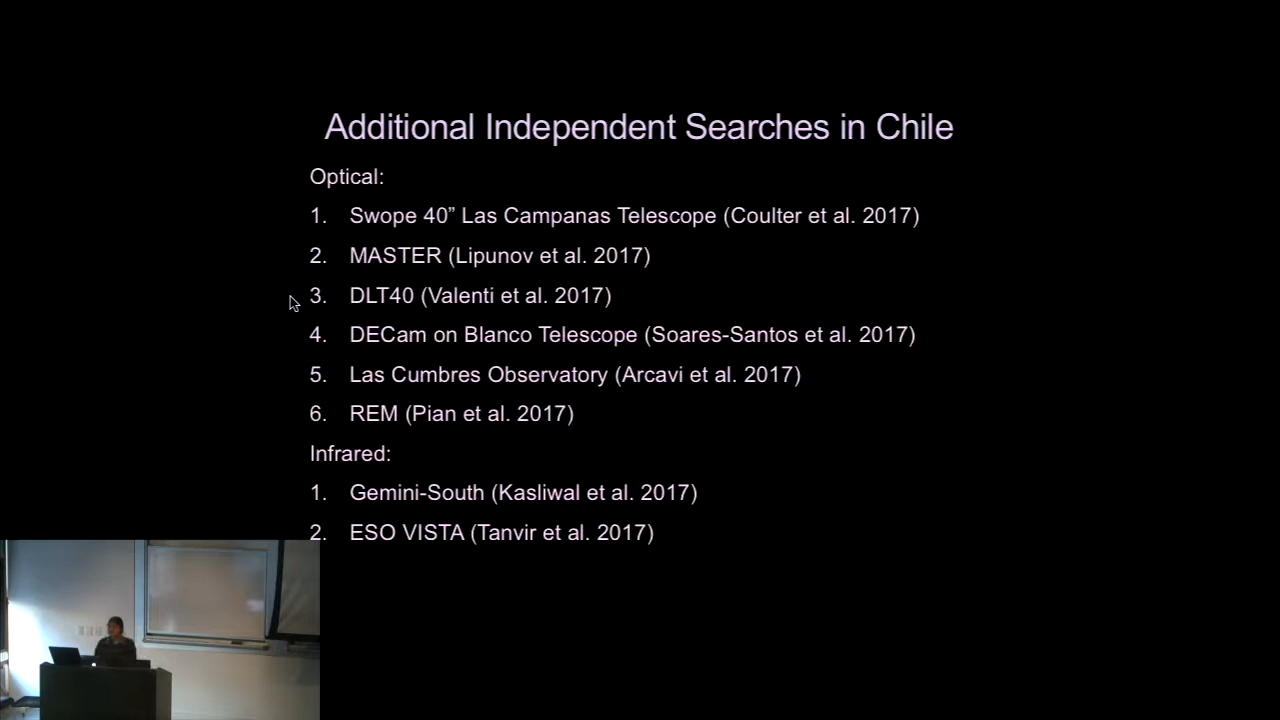 Additional Independent Searches in Chile
Optical:
1. Swope 40” Las Campanas Telescope (Coulter et al. 2017)
2. MASTER (Lipunov et al. 2017)
3. DLT40 (Valenti et al. 2017)
4. DECam on Blanco Telescope (Soares-Santos et al. 2017)
5. Las Cumbres Observatory (Arcavi et al. 2017)
6. REM (Pian et al. 2017)
Infrared:
1. Gemini-South (Kasliwal et al. 2017)
2. ESO VISTA (Tanvir et al. 2017)